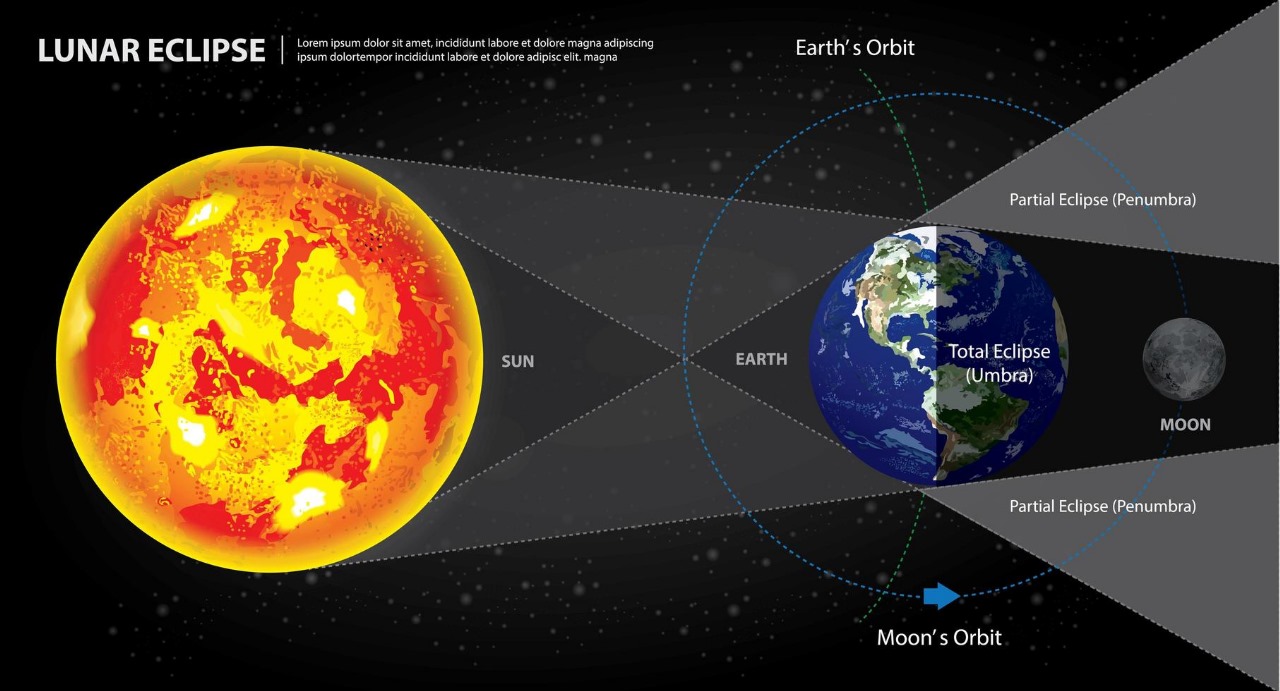 LUNAR ECLIPSE
Lorem ipsum dolor sit amet, incididunt labore et dolore magna adipiscing
ipsum dolortempor incididunt labore et dolore adipisc elit. magna
Earth's Orbit
Partial Eclipse (Penumbra)
SUN
EARTH
Total Eclipse
(Umbra)
MOON
Partial Eclipse (Penumbra)
Moon's Orbit